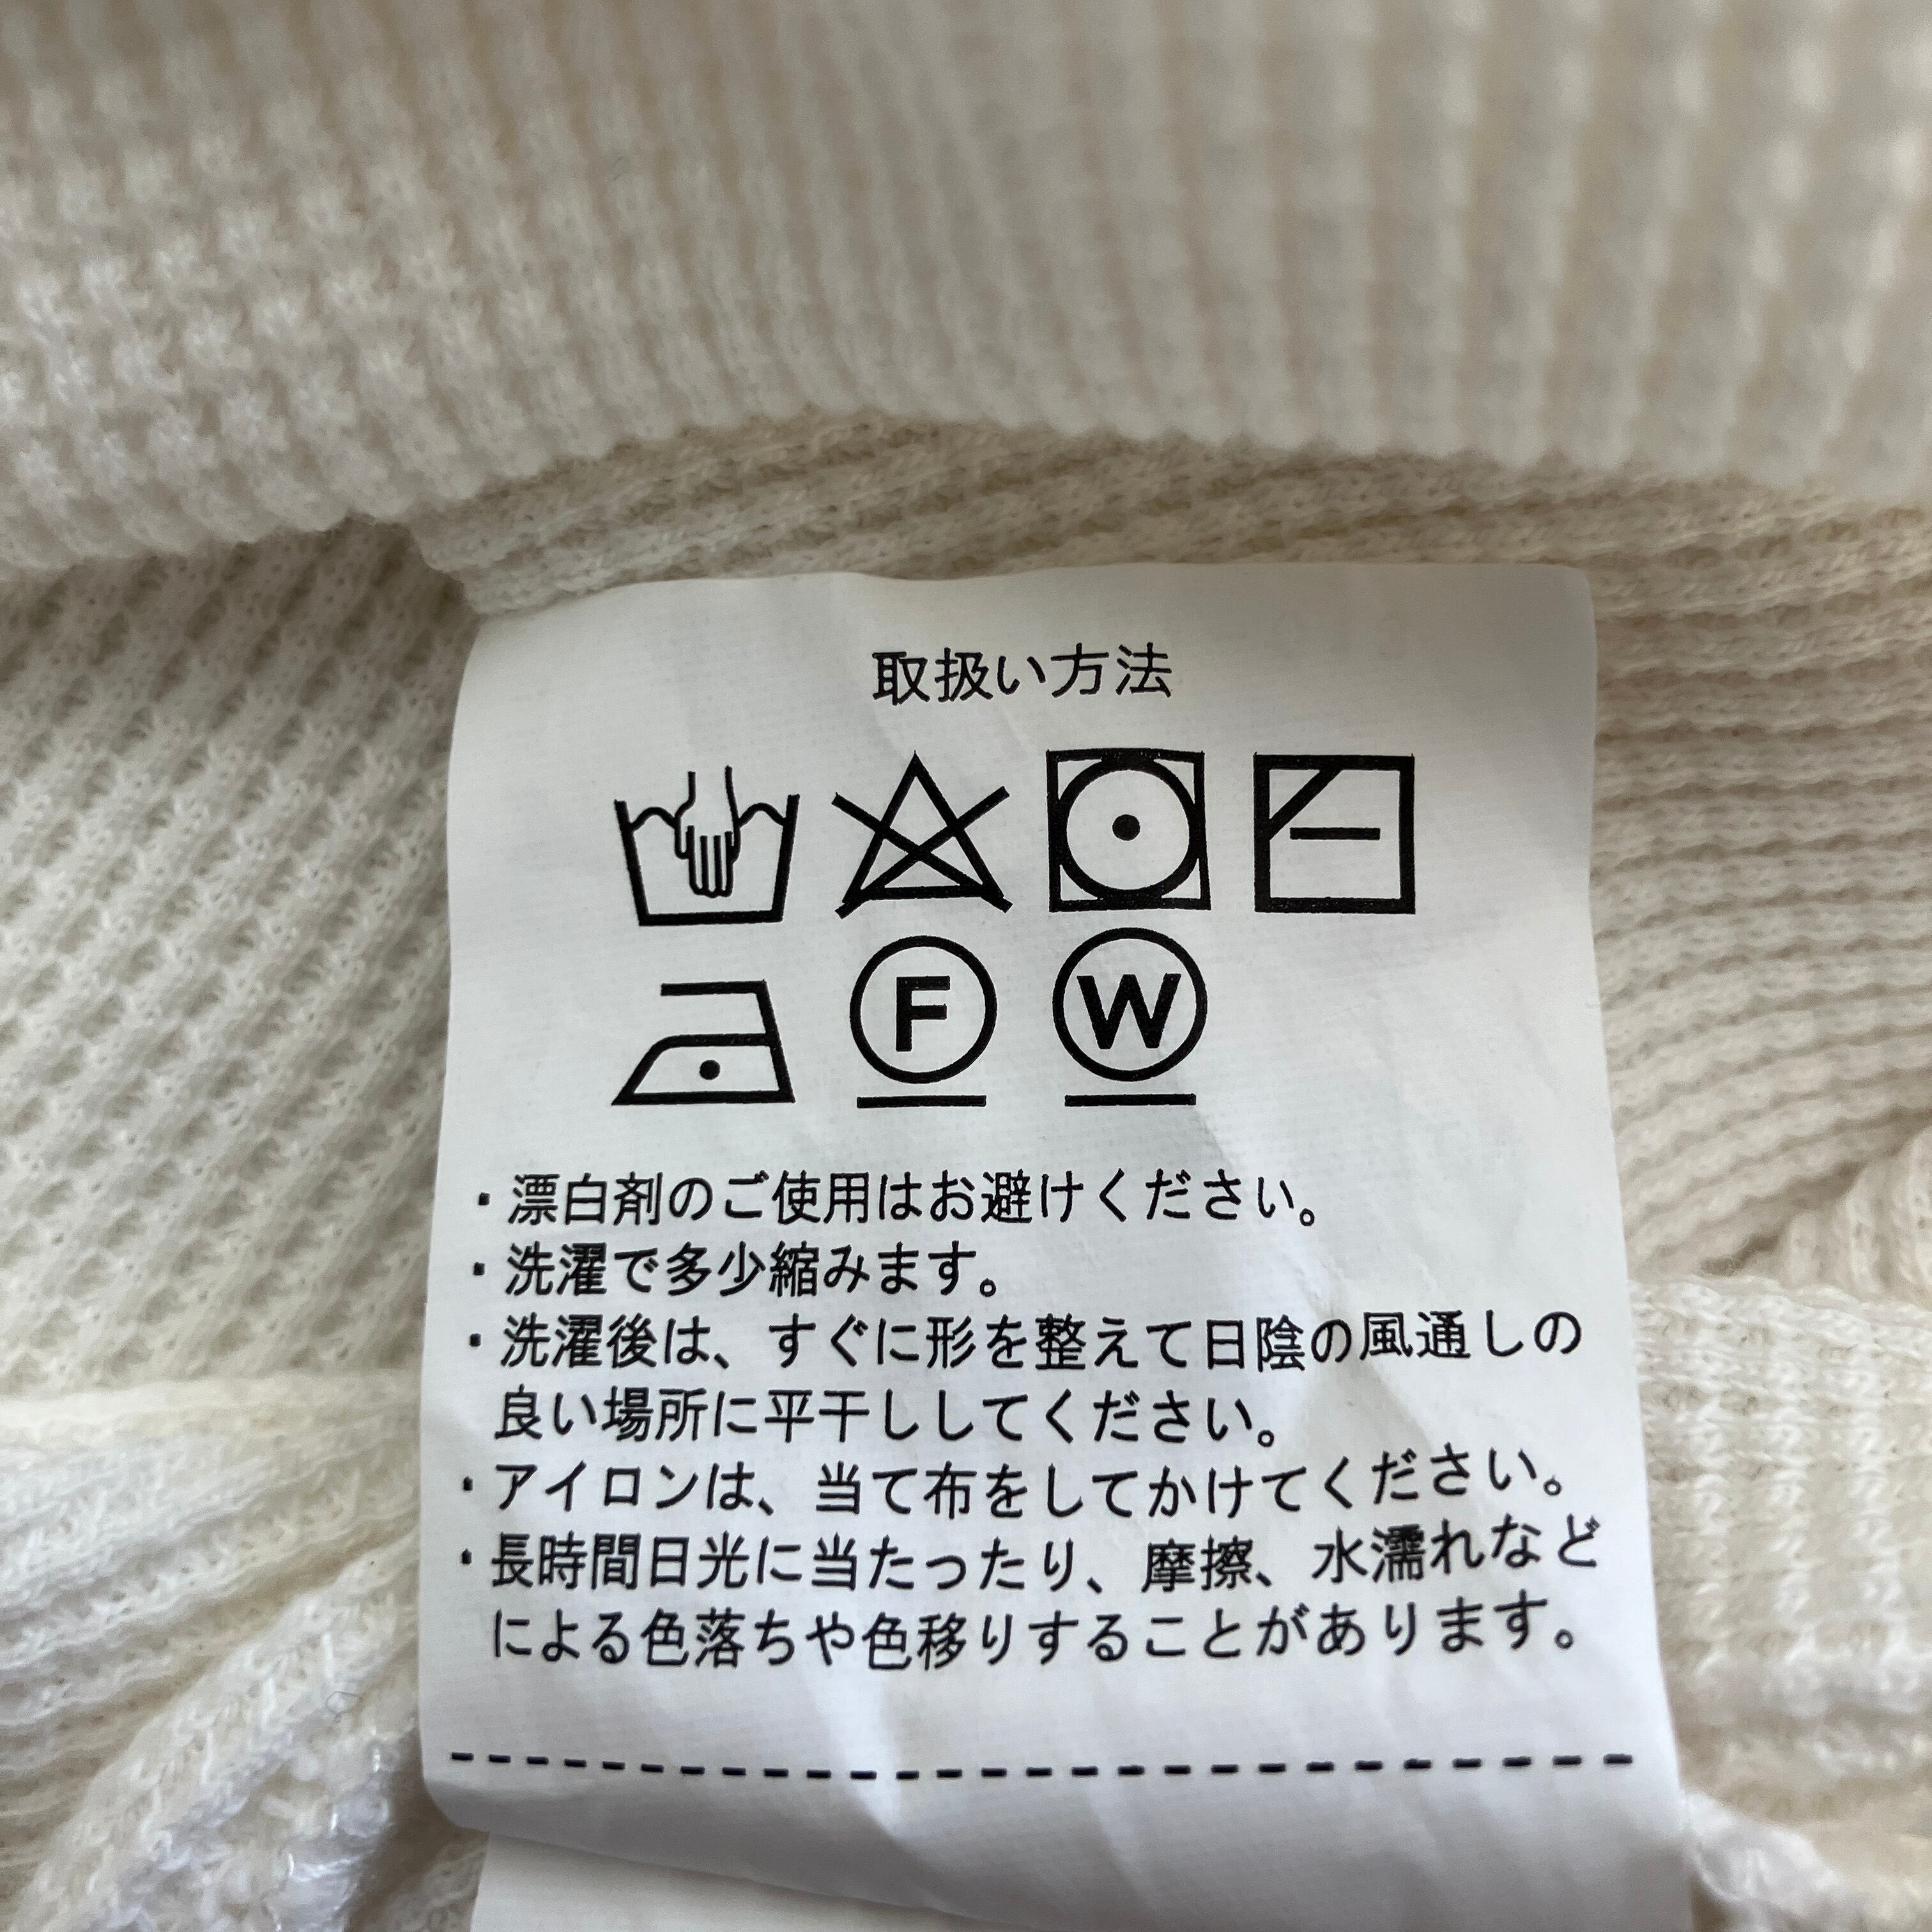 取扱い方法
F W
・漂白剤のご使用はお避けください。
・洗濯で多少縮みます。
・洗濯後は、すぐに形を整えて日陰の風通しの
良い場所に平干ししてください。
・アイロンは、当て布をしてかけてください。
・長時間日光に当たったり、摩擦、水濡れなど
による色落ちや色移りすることがあります。